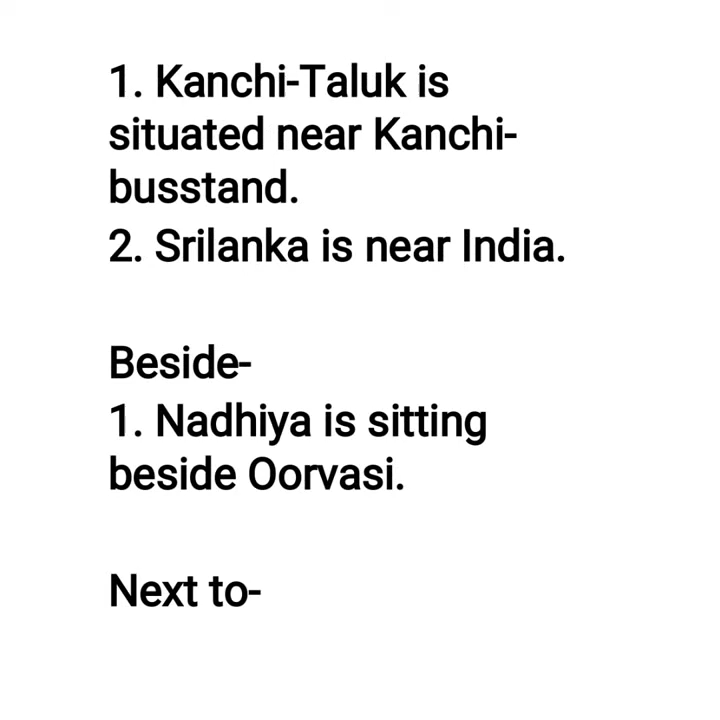 1. Kanchi-Taluk is
situated near Kanchi-
busstand.
2. Srilanka is near India.
Beside-
1. Nadhiya is sitting
beside Oorvasi.
Next to-